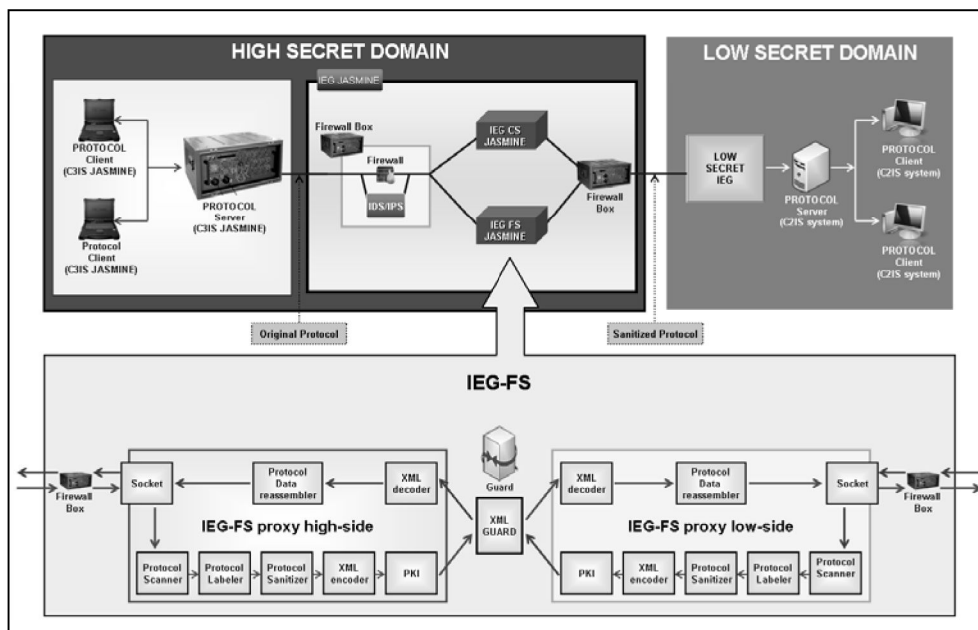 HIGH SECRET DOMAIN
LOW SECRET DOMAIN
IEG JASMINE
PROTOCOL
Client
(C3IS JASMINE)
PROTOCOL
Server
(C3IS JASMINE)
Protocol
Client
(C3IS JASMINE)
Firewall Box
Firewall
IDS/IPS
IEG CS
JASMINE
IEG FS
JASMINE
Firewall
Box
LOW
SECRET
IEG
PROTOCOL
Server
(C2IS system)
PROTOCOL
Client
(C2IS system)
PROTOCOL
Client
(C2IS system)
Original Protocol
Sanitized Protocol
IEG-FS
Firewall
Box
Socket
Protocol
Data
reassembler
XML
decoder
IEG-FS proxy high-side
Protocol
Scanner
Protocol
Labeler
Protocol
Sanitizer
XML
encoder
PKI
Guard
XML
GUARD
XML
decoder
Protocol
Data
reassembler
Socket
Firewall
Box
IEG-FS proxy low-side
PKI
XML
encoder
Protocol
Sanitizer
Protocol
Labeler
Protocol
Scanner